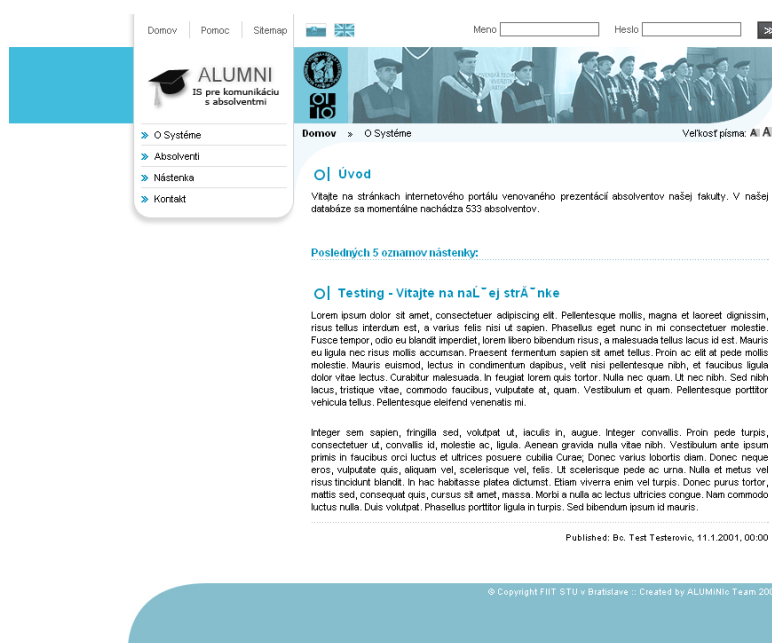 Domov Pomoc Sitemap Meno Heslo
ALUMNI
IS pre komunikáciu
s absolventmi
O Systéme
Absolventi
Nástenka
Kontakt
Domov » O Systéme Veľkosť písma: A A
Úvod
Vitajte na stránkach internetového portálu venovaného prezentácií absolventov našej fakulty. V našej
databáze sa momentálne nachádza 533 absolventov.
Posledných 5 oznamov nástenky:
Testing - Vitajte na naĹˇej strĂˇnke
Lorem ipsum dolor sit amet, consectetuer adipiscing elit. Pellentesque mollis, magna et laoreet dignissim,
risus tellus interdum est, a varius felis nisi ut sapien. Phasellus eget nunc in mi consectetuer molestie.
Fusce tempor, odio eu blandit imperdiet, lorem libero bibendum risus, a malesuada tellus lacus id est. Mauris
eu ligula nec risus mollis accumsan. Praesent fermentum sapien sit amet tellus. Proin ac elit at pede mollis
molestie. Mauris euismod, lectus in condimentum dapibus, velit nisi pellentesque nibh, et faucibus ligula
dolor vitae lectus. Curabitur malesuada. In feugiat lorem quis tortor. Nulla nec quam. Ut nec nibh. Sed nibh
lacus, tristique vitae, commodo faucibus, vulputate at, quam. Vestibulum et quam. Pellentesque porttitor
vehicula tellus. Pellentesque eleifend venenatis mi.
Integer sem sapien, fringilla sed, volutpat ut, iaculis in, augue. Integer convallis. Proin pede turpis,
consectetuer ut, convallis id, molestie ac, ligula. Aenean gravida nulla vitae nibh. Vestibulum ante ipsum
primis in faucibus orci luctus et ultrices posuere cubilia Curae; Donec varius lobortis diam. Donec neque
eros, vulputate quis, aliquam vel, scelerisque vel, felis. Ut scelerisque pede ac urna. Nulla et metus vel
risus tincidunt blandit. In hac habitasse platea dictumst. Etiam viverra enim vel turpis. Donec purus tortor,
mattis sed, consequat quis, cursus sit amet, massa. Morbi a nulla ac lectus ultricies congue. Nam commodo
luctus nulla. Duis volutpat. Phasellus porttitor ligula in turpis. Sed bibendum ipsum id mauris.
Published: Bc. Test Testerovic, 11.1.2001, 00:00
© Copyright FIIT STU v Bratislave :: Created by ALUMiNIc Team 200